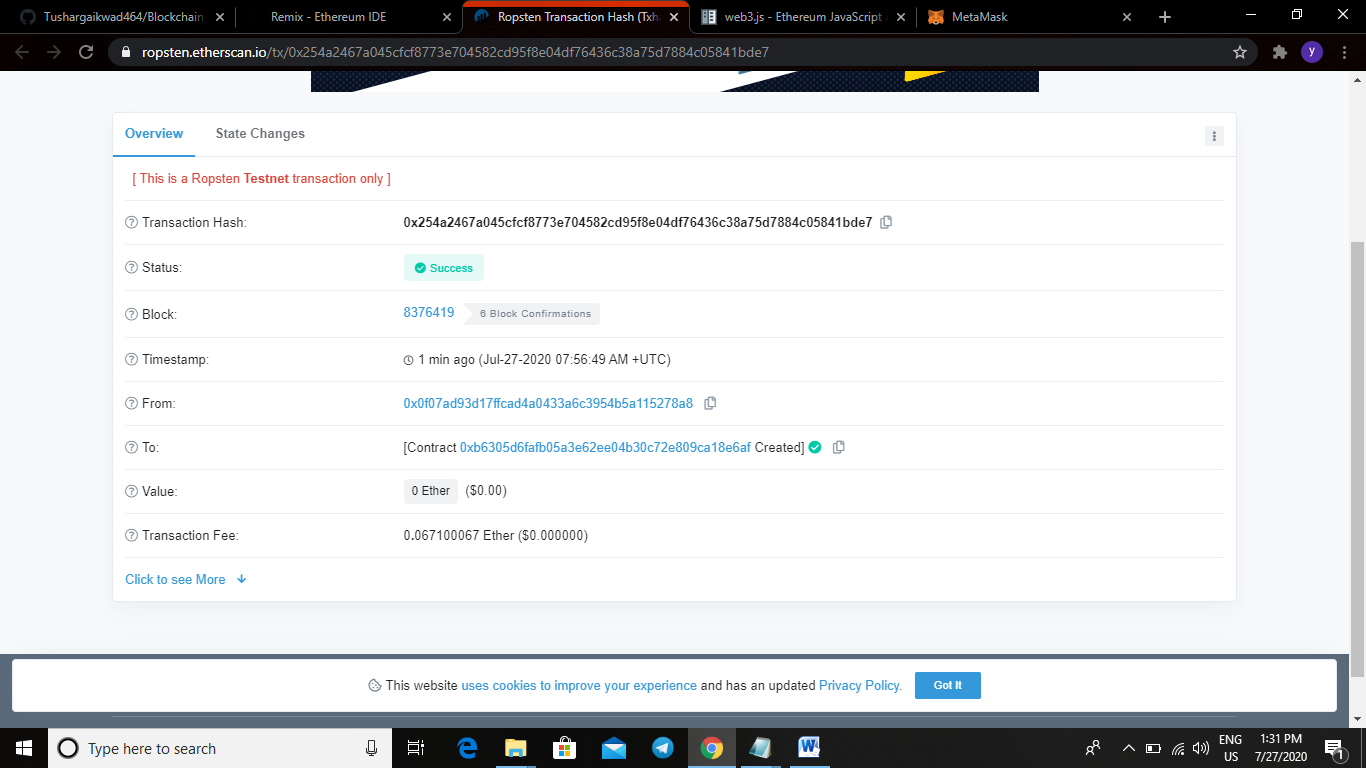 Tushargaikwad464/Blockchain
Remix - Ethereum IDE
Ropsten Transaction Hash (Txha
web3.js - Ethereum JavaScript A
MetaMask
ropsten.etherscan.io/tx/0x254a2467a045cfcf8773e704582cd95f8e04df76436c38a75d7884c05841bde7
y
Overview State Changes
[ This is a Ropsten Testnet transaction only ]
Transaction Hash: 0x254a2467a045cfcf8773e704582cd95f8e04df76436c38a75d7884c05841bde7
Status: Success
Block: 8376419 6 Block Confirmations
Timestamp: 1 min ago (Jul-27-2020 07:56:49 AM +UTC)
From: 0x0f07ad93d17ffcad4a0433a6c3954b5a115278a8
To: [Contract 0xb6305d6fafb05a3e62ee04b30c72e809ca18e6af Created]
Value: 0 Ether ($0.00)
Transaction Fee: 0.067100067 Ether ($0.000000)
Click to see More
This website uses cookies to improve your experience and has an updated Privacy Policy.
Got It
Type here to search
ENG
US
1:31 PM
7/27/2020
1